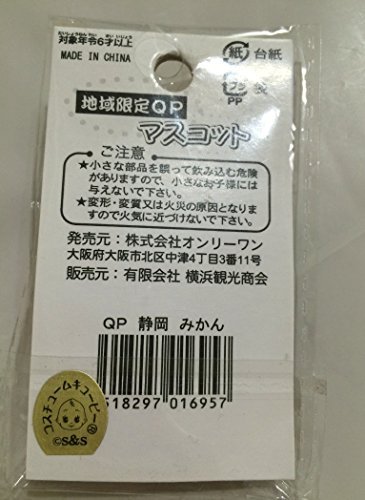 対象年令6才以上
MADE IN CHINA
紙 台紙
プラ
PP
地域限定QP
マスコット
ご注意
★小さな部品を誤って飲み込む危険
がありますので、小さなお子様には
与えないで下さい。
★変形・変質又は火災の原因となりま
すので火気に近づけないで下さい。
発売元：株式会社オンリーワン
大阪府大阪市北区中津4丁目3番11号
販売元：有限会社 横浜観光商会
QP 静岡 みかん
518297 016957
コスチュームキューピー
©S&S